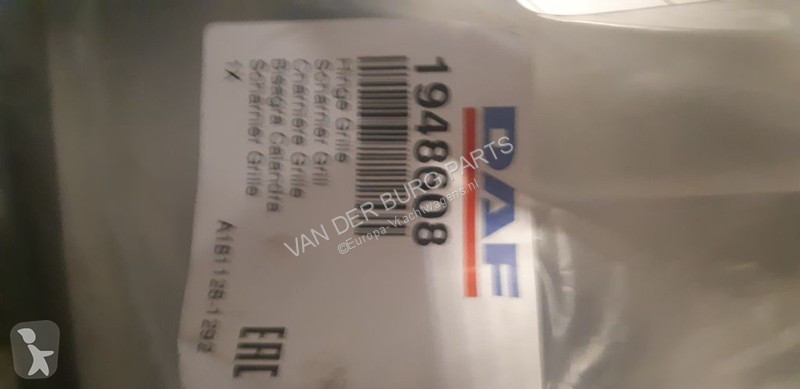 DAF
1948608
Hinge Grille
Scharnier Grill
Charnière Grille
Bisagra Calandra
Scharnier Grille
1X
A181128-1292
EAC
VAN DER BURG PARTS
©Europa-Vrachtwagens.nl